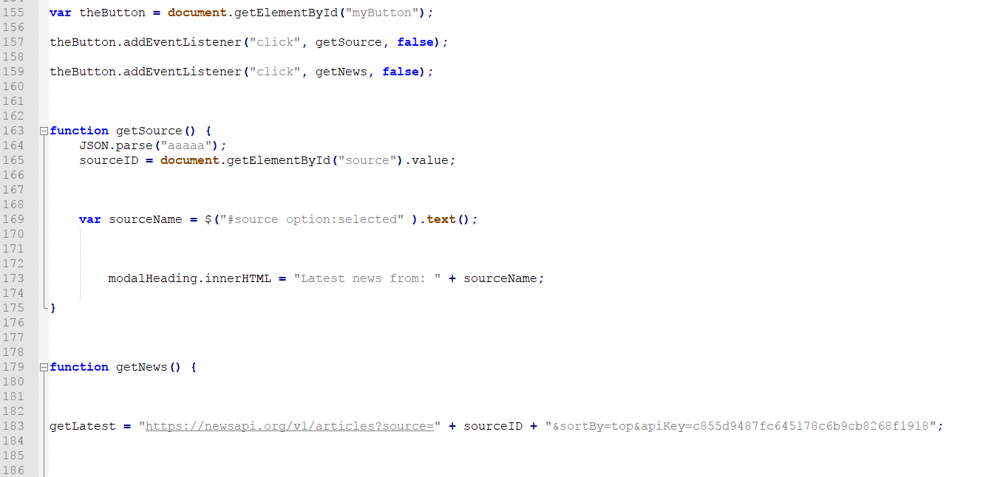 155 var theButton = document.getElementById("myButton");
156
157 theButton.addEventListener("click", getSource, false);
158
159 theButton.addEventListener("click", getNews, false);
160
161
162
163 function getSource() {
164 JSON.parse("aaaaa");
165 sourceID = document.getElementById("source").value;
166
167
168
169 var sourceName = $("#source option:selected" ).text();
170
171
172
173 modalHeading.innerHTML = "Latest news from: " + sourceName;
174
175 }
176
177
178
179 function getNews() {
180
181
182
183 getLatest = "https://newsapi.org/v1/articles?source=" + sourceID + "&sortBy=top&apiKey=c855d9487fc645178c6b9cb8268f1918";
184
185
186